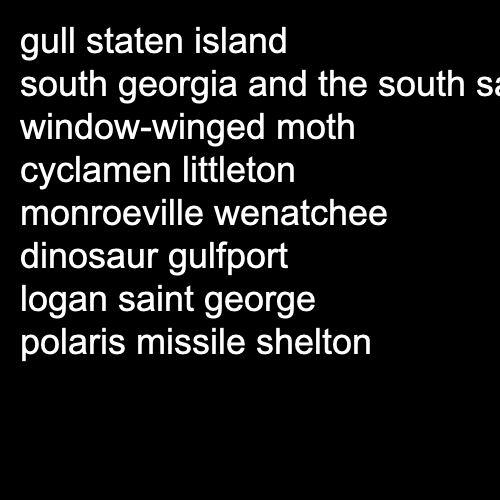 gull staten island
south georgia and the south
window-winged moth
cyclamen littleton
monroeville wenatchee
dinosaur gulfport
logan saint george
polaris missile shelton